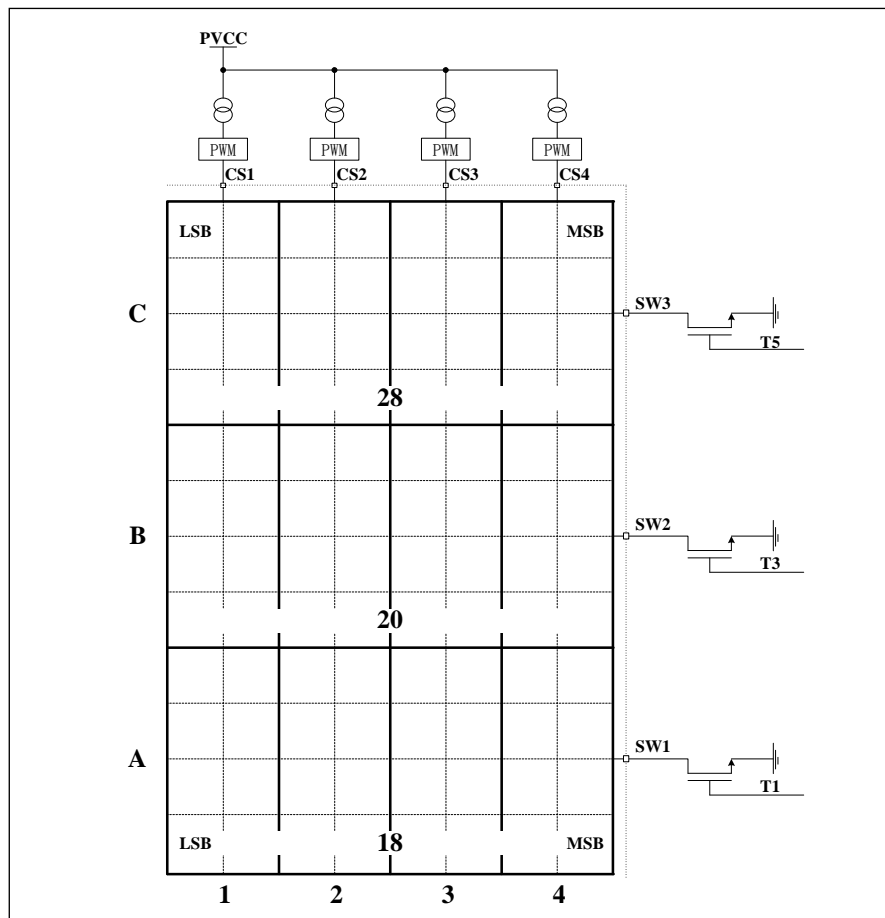 PVCC
PWM PWM PWM PWM
CS1 CS2 CS3 CS4
LSB MSB
SW3
C
T5
28
SW2
B
T3
20
SW1
A
T1
LSB 18 MSB
1 2 3 4